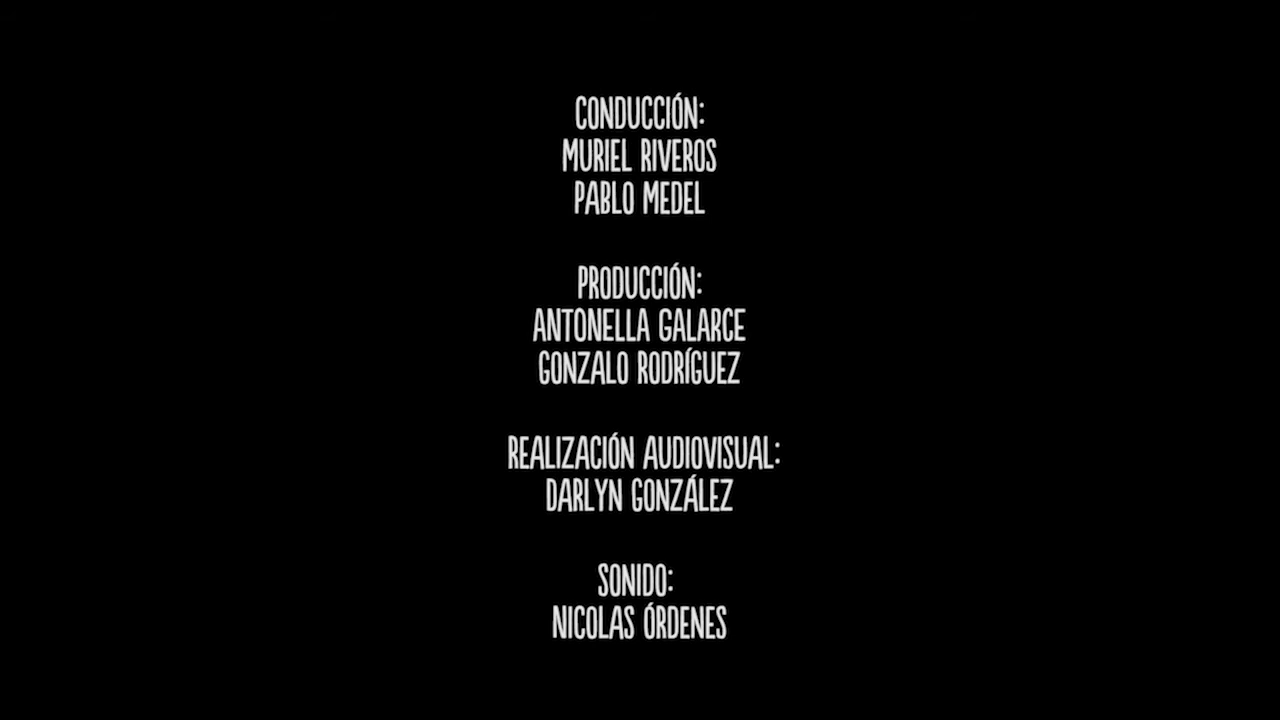 CONDUCCIÓN:
MURIEL RIVEROS
PABLO MEDEL
PRODUCCIÓN:
ANTONELLA GALARCE
GONZALO RODRÍGUEZ
REALIZACIÓN AUDIOVISUAL:
DARLYN GONZÁLEZ
SONIDO:
NICOLAS ÓRDENES